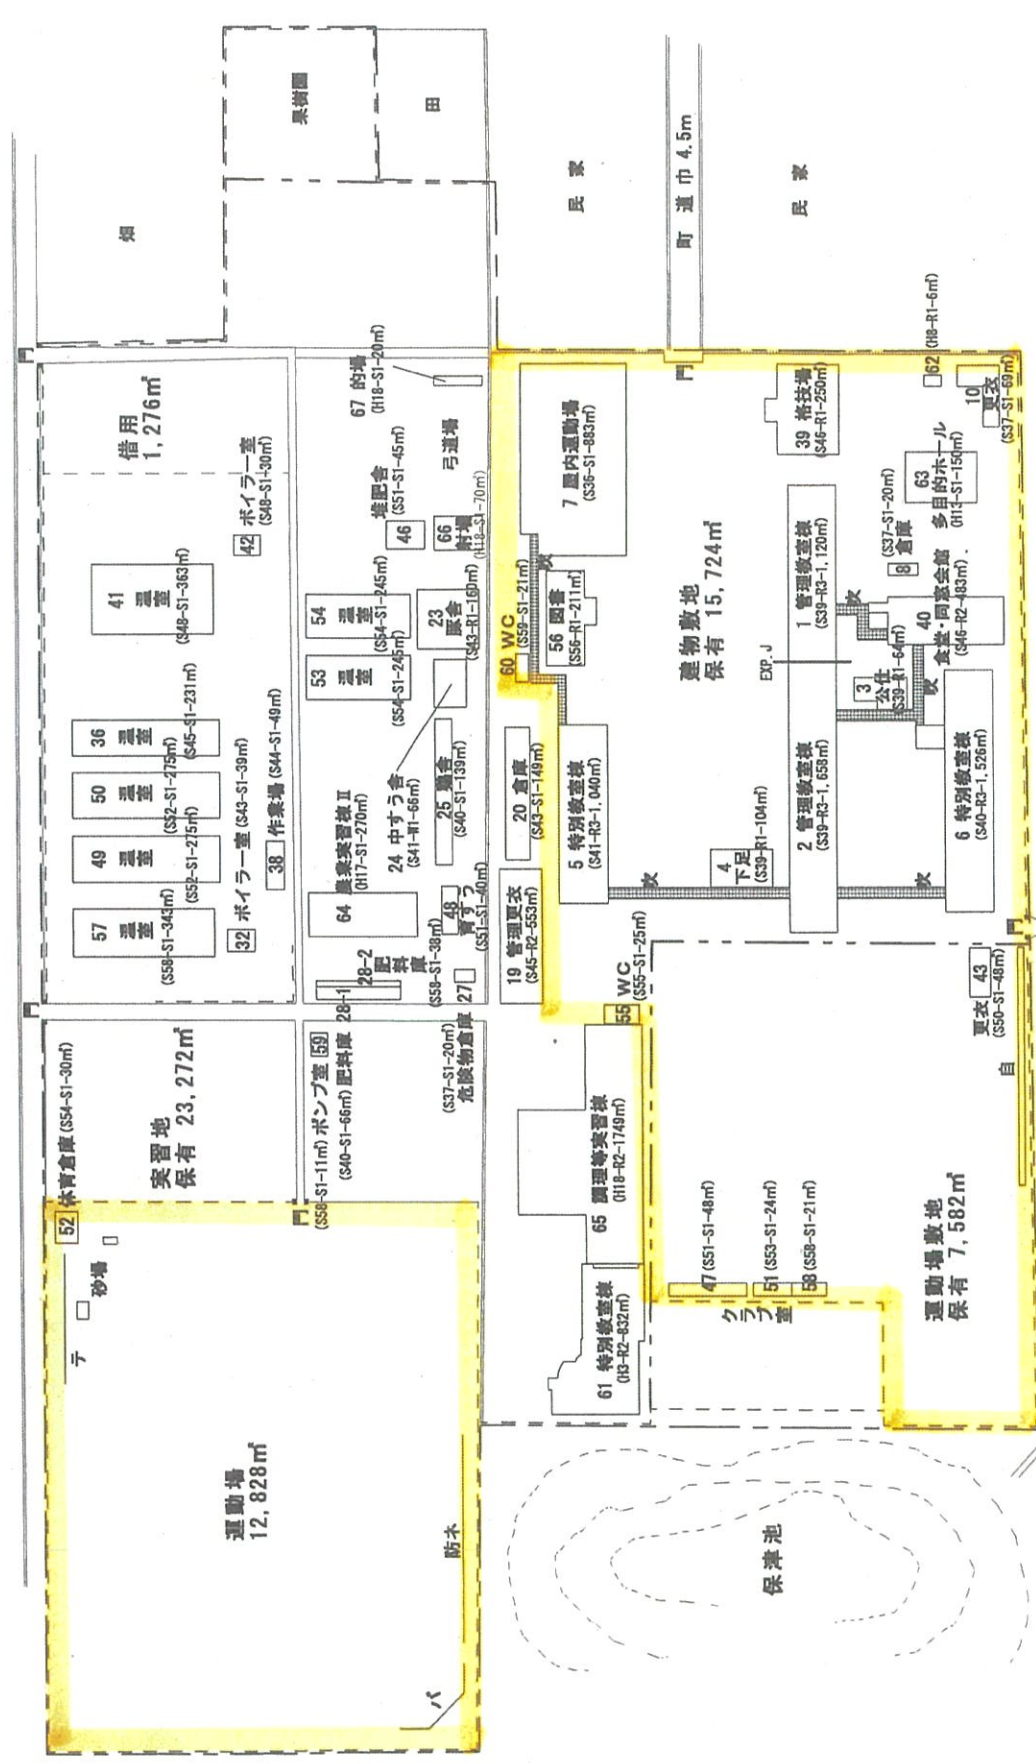 畑
果樹園
田
民家
町道巾 4.5m
民家
借用
1,276㎡
41
温室
(S48-S1-363㎡)
42 ボイラー室
(S48-S1-30㎡)
36
温室
(S45-S1-231㎡)
50
温室
(S52-S1-275㎡)
49
温室
(S52-S1-275㎡)
57
温室
(S58-S1-343㎡)
32 ボイラー室 (S43-S1-39㎡)
38 作業場 (S44-S1-49㎡)
67 的場
(H18-S1-20㎡)
弓道場
堆肥舎
(S51-S1-45㎡)
46
66
射場
(H18-S1-70㎡)
54
温室
(S54-S1-245㎡)
53
温室
(S54-S1-245㎡)
23
豚舎
(S43-R1-160㎡)
24 中すう舎
(S41-W1-66㎡)
25 鶏舎
(S40-S1-139㎡)
64 農業実習棟Ⅱ
(H17-S1-270㎡)
48
育すう
(S51-S1-40㎡)
28-2
肥料庫
(S58-S1-38㎡)
27
危険物倉庫
(S37-S1-20㎡)
28-1
肥料庫
(S40-S1-66㎡)
59
ポンプ室
(S58-S1-11㎡)
実習地
保有 23,272㎡
52 体育倉庫 (S54-S1-30㎡)
砂場
テ
運動場
12,828㎡
防ネ
バ
門
門
門
60 WC
(S59-S1-21㎡)
20 倉庫
(S43-S1-149㎡)
19 管理更衣
(S45-R2-553㎡)
55
WC
(S55-S1-25㎡)
7 屋内運動場
(S36-S1-883㎡)
吹
56 図書
(S56-R1-211㎡)
5 特別教室棟
(S41-R3-1,040㎡)
建物敷地
保有 15,724㎡
EXP.J
門
39 格技場
(S46-R1-250㎡)
1 管理教室棟
(S39-R3-1,120㎡)
2 管理教室棟
(S39-R3-1,658㎡)
4
下足
(S39-R1-104㎡)
吹
吹
吹
吹
3
公仕
(S39-R1-64㎡)
8 倉庫
(S37-S1-20㎡)
40
食堂・同窓会館
(S46-R2-483㎡)
63
多目的ホール
(H13-S1-150㎡)
62 (H8-R1-6㎡)
10
更衣
(S37-S1-69㎡)
6 特別教室棟
(S40-R3-1,526㎡)
門
43
更衣
(S50-S1-48㎡)
自
65 調理等実習棟
(H18-R2-1749㎡)
61 特別教室棟
(H3-R2-832㎡)
47 (S51-S1-48㎡)
51 (S53-S1-24㎡)
58 (S58-S1-21㎡)
クラブ室
運動場敷地
保有 7,582㎡
保津池